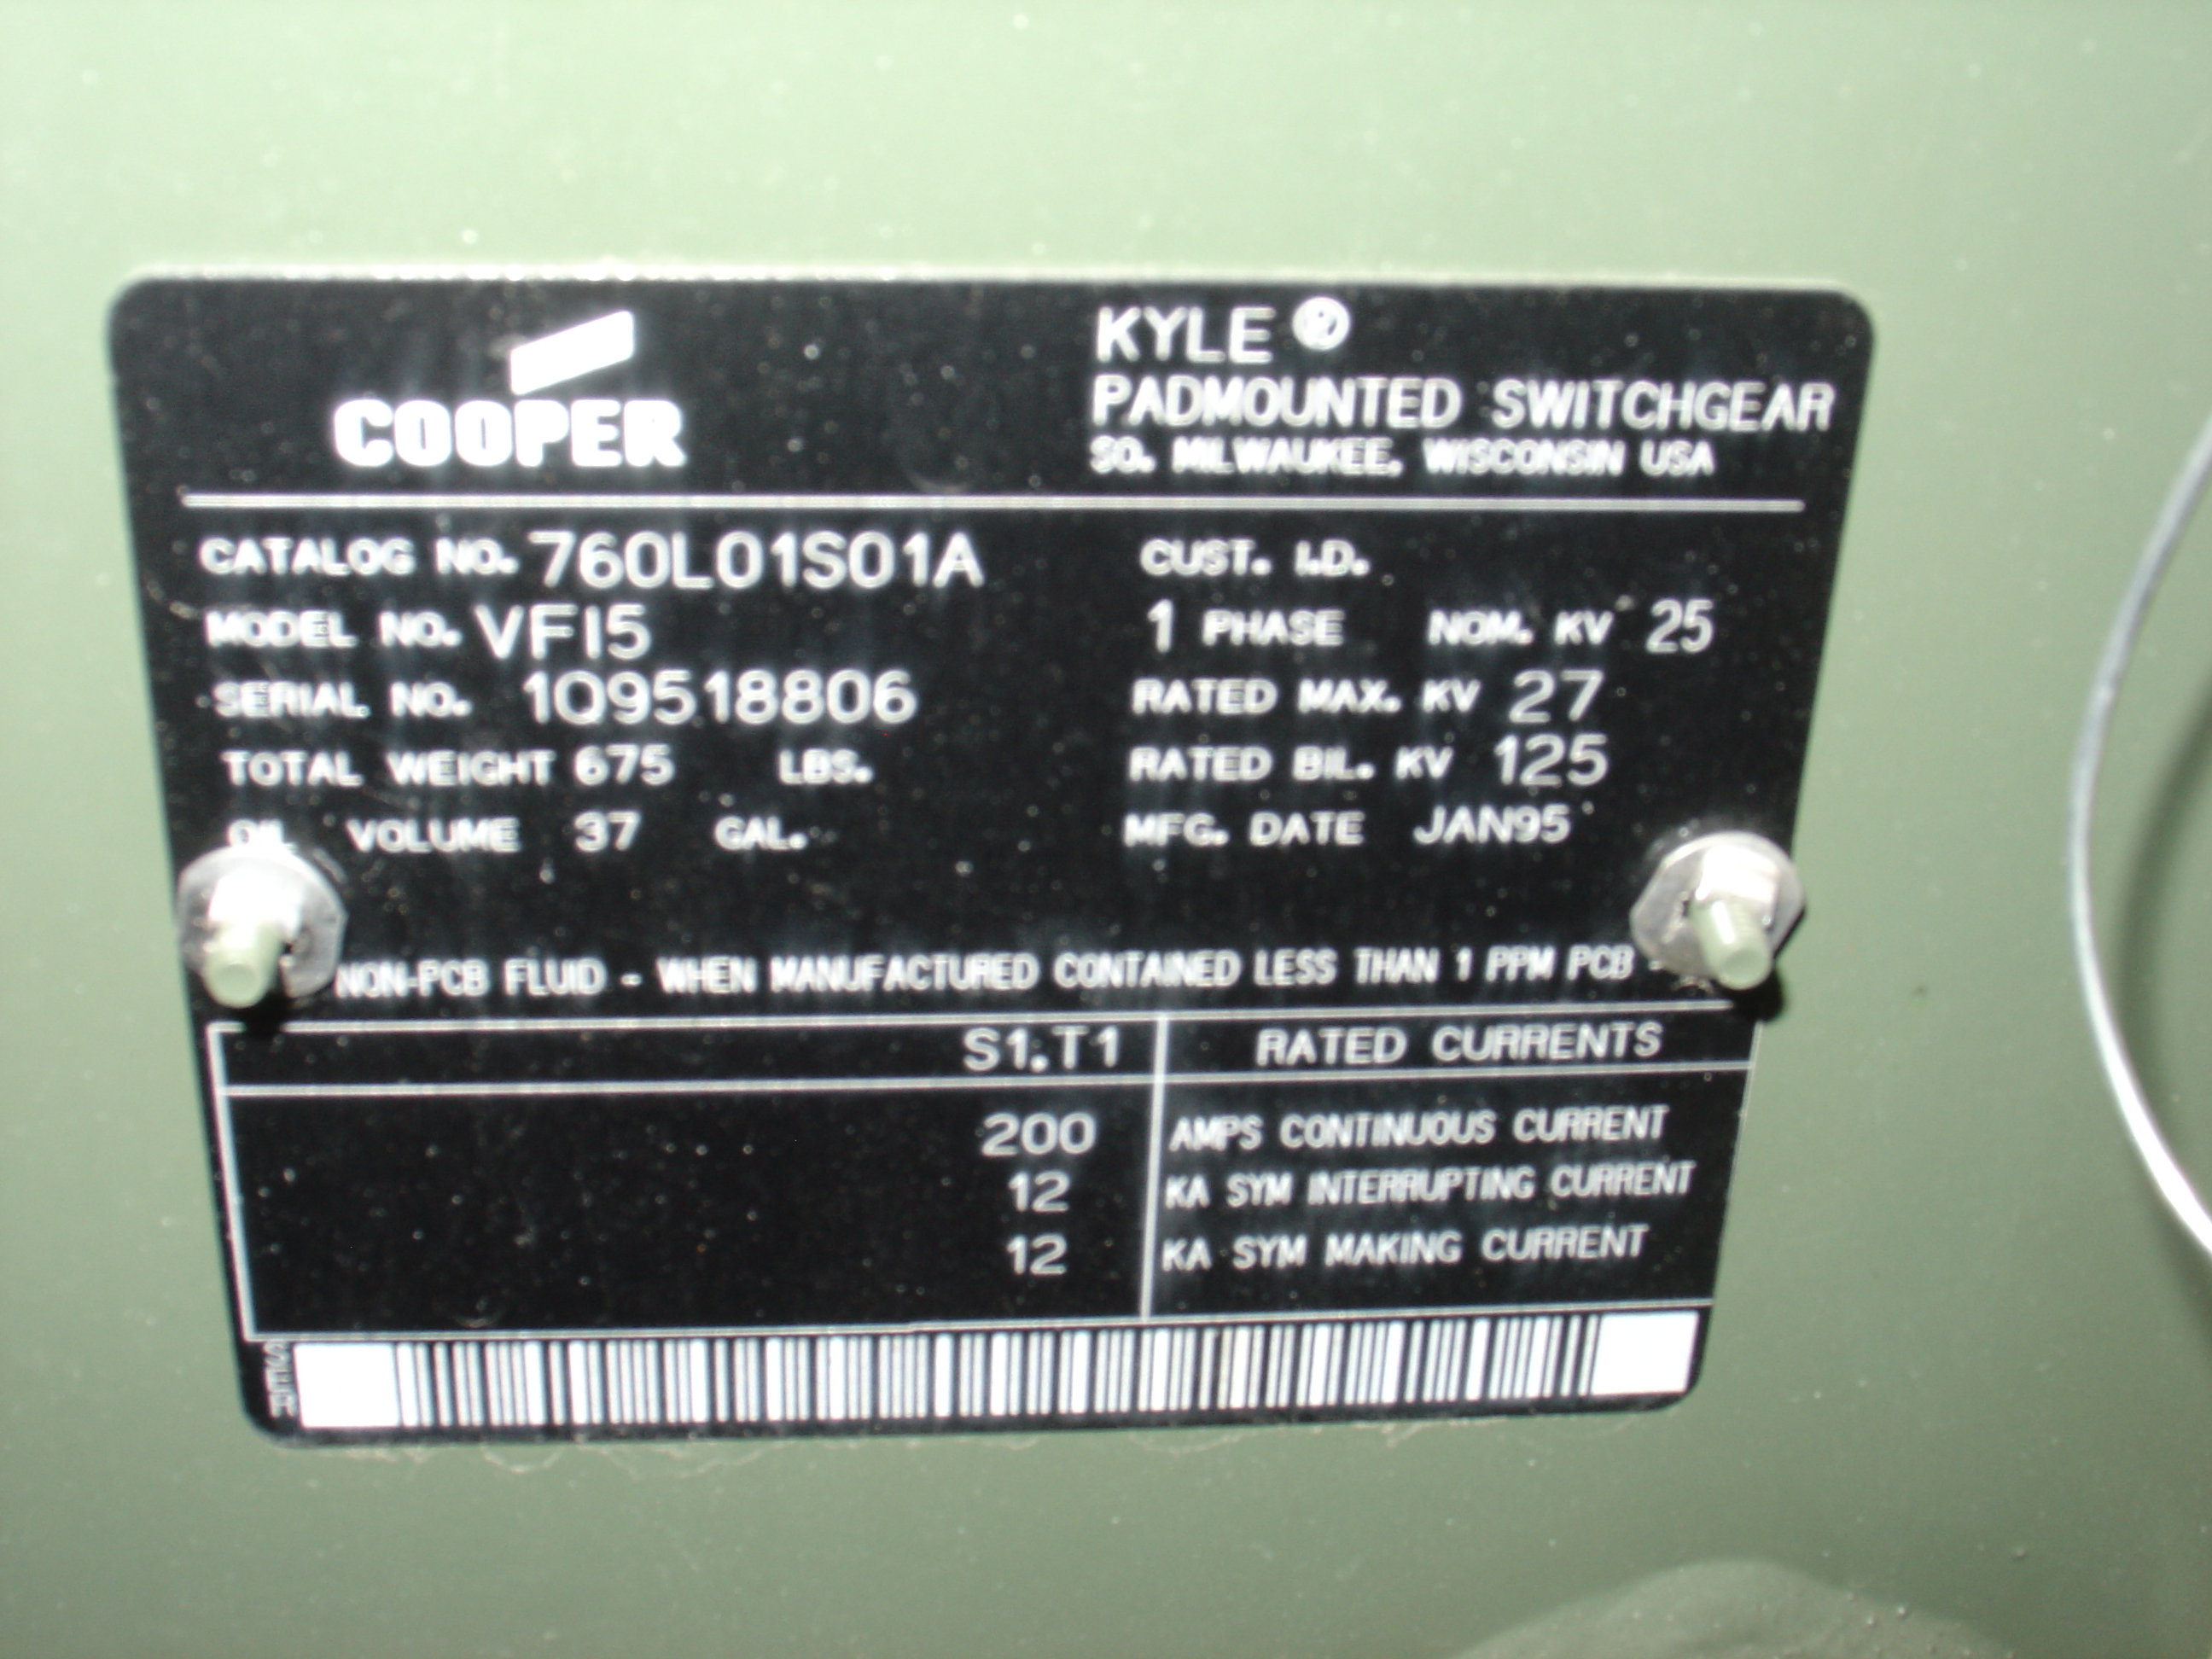 COOPER
KYLE ®
PADMOUNTED SWITCHGEAR
SO. MILWAUKEE, WISCONSIN USA
CATALOG NO. 760L01S01A
CUST. I.D.
MODEL NO. VFI5
1 PHASE NOM. KV 25
SERIAL NO. 1Q9518806
RATED MAX. KV 27
TOTAL WEIGHT 675 LBS.
RATED BIL. KV 125
OIL VOLUME 37 GAL.
MFG. DATE JAN95
NON-PCB FLUID - WHEN MANUFACTURED CONTAINED LESS THAN 1 PPM PCB -
S1.T1 RATED CURRENTS
200 AMPS CONTINUOUS CURRENT
12 KA SYM INTERRUPTING CURRENT
12 KA SYM MAKING CURRENT
SER